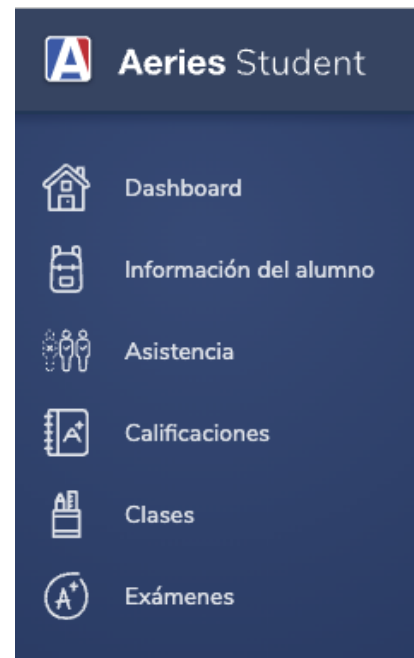 Aeries Student
Dashboard
Información del alumno
Asistencia
Calificaciones
Clases
Exámenes